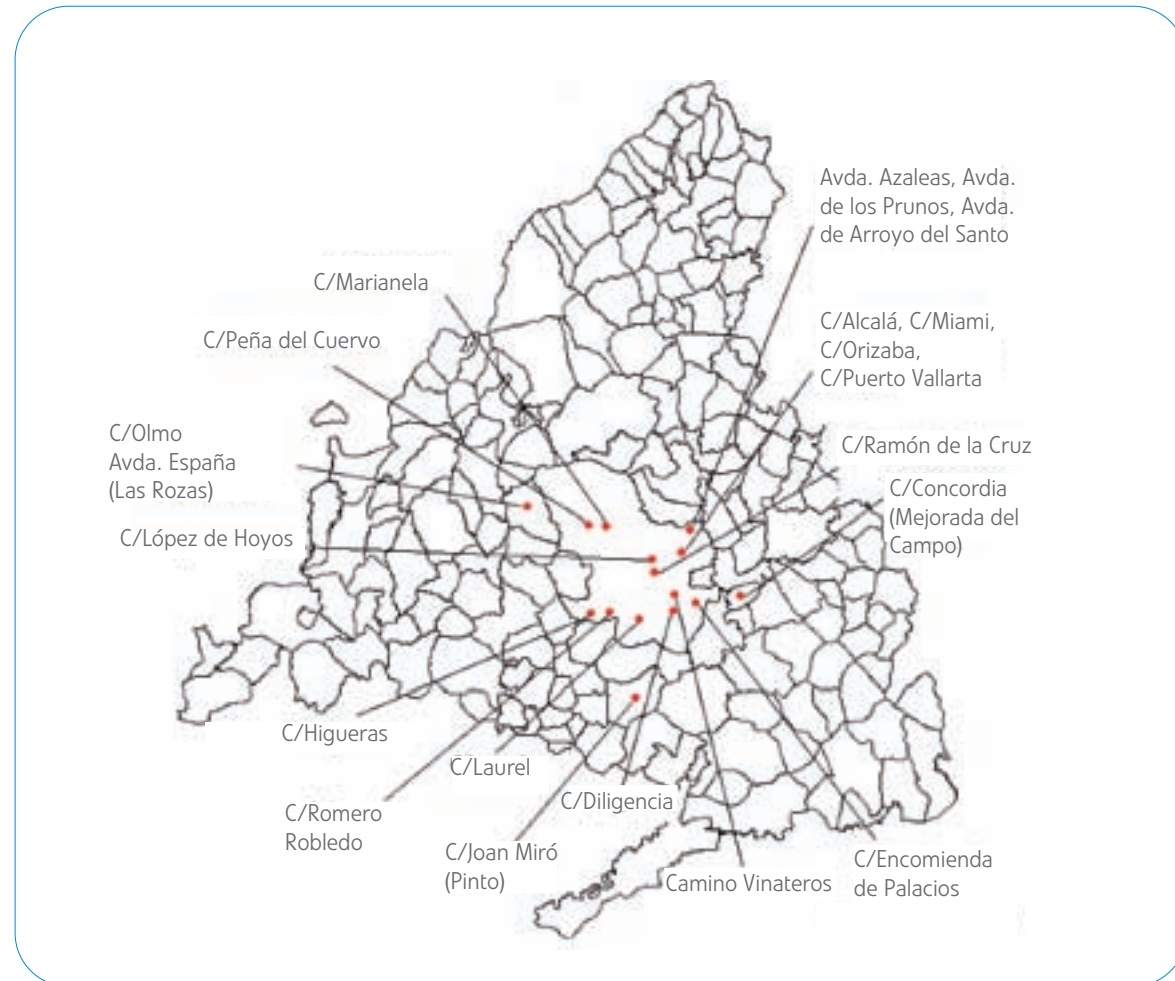 Avda. Azaleas, Avda.
de los Prunos, Avda.
de Arroyo del Santo
C/Marianela
C/Peña del Cuervo
C/Alcalá, C/Miami,
C/Orizaba,
C/Puerto Vallarta
C/Olmo
Avda. España
(Las Rozas)
C/Ramón de la Cruz
C/Concordia
(Mejorada del
Campo)
C/López de Hoyos
C/Higueras
C/Laurel
C/Romero
Robledo
C/Diligencia
C/Joan Miró
(Pinto)
Camino Vinateros
C/Encomienda
de Palacios